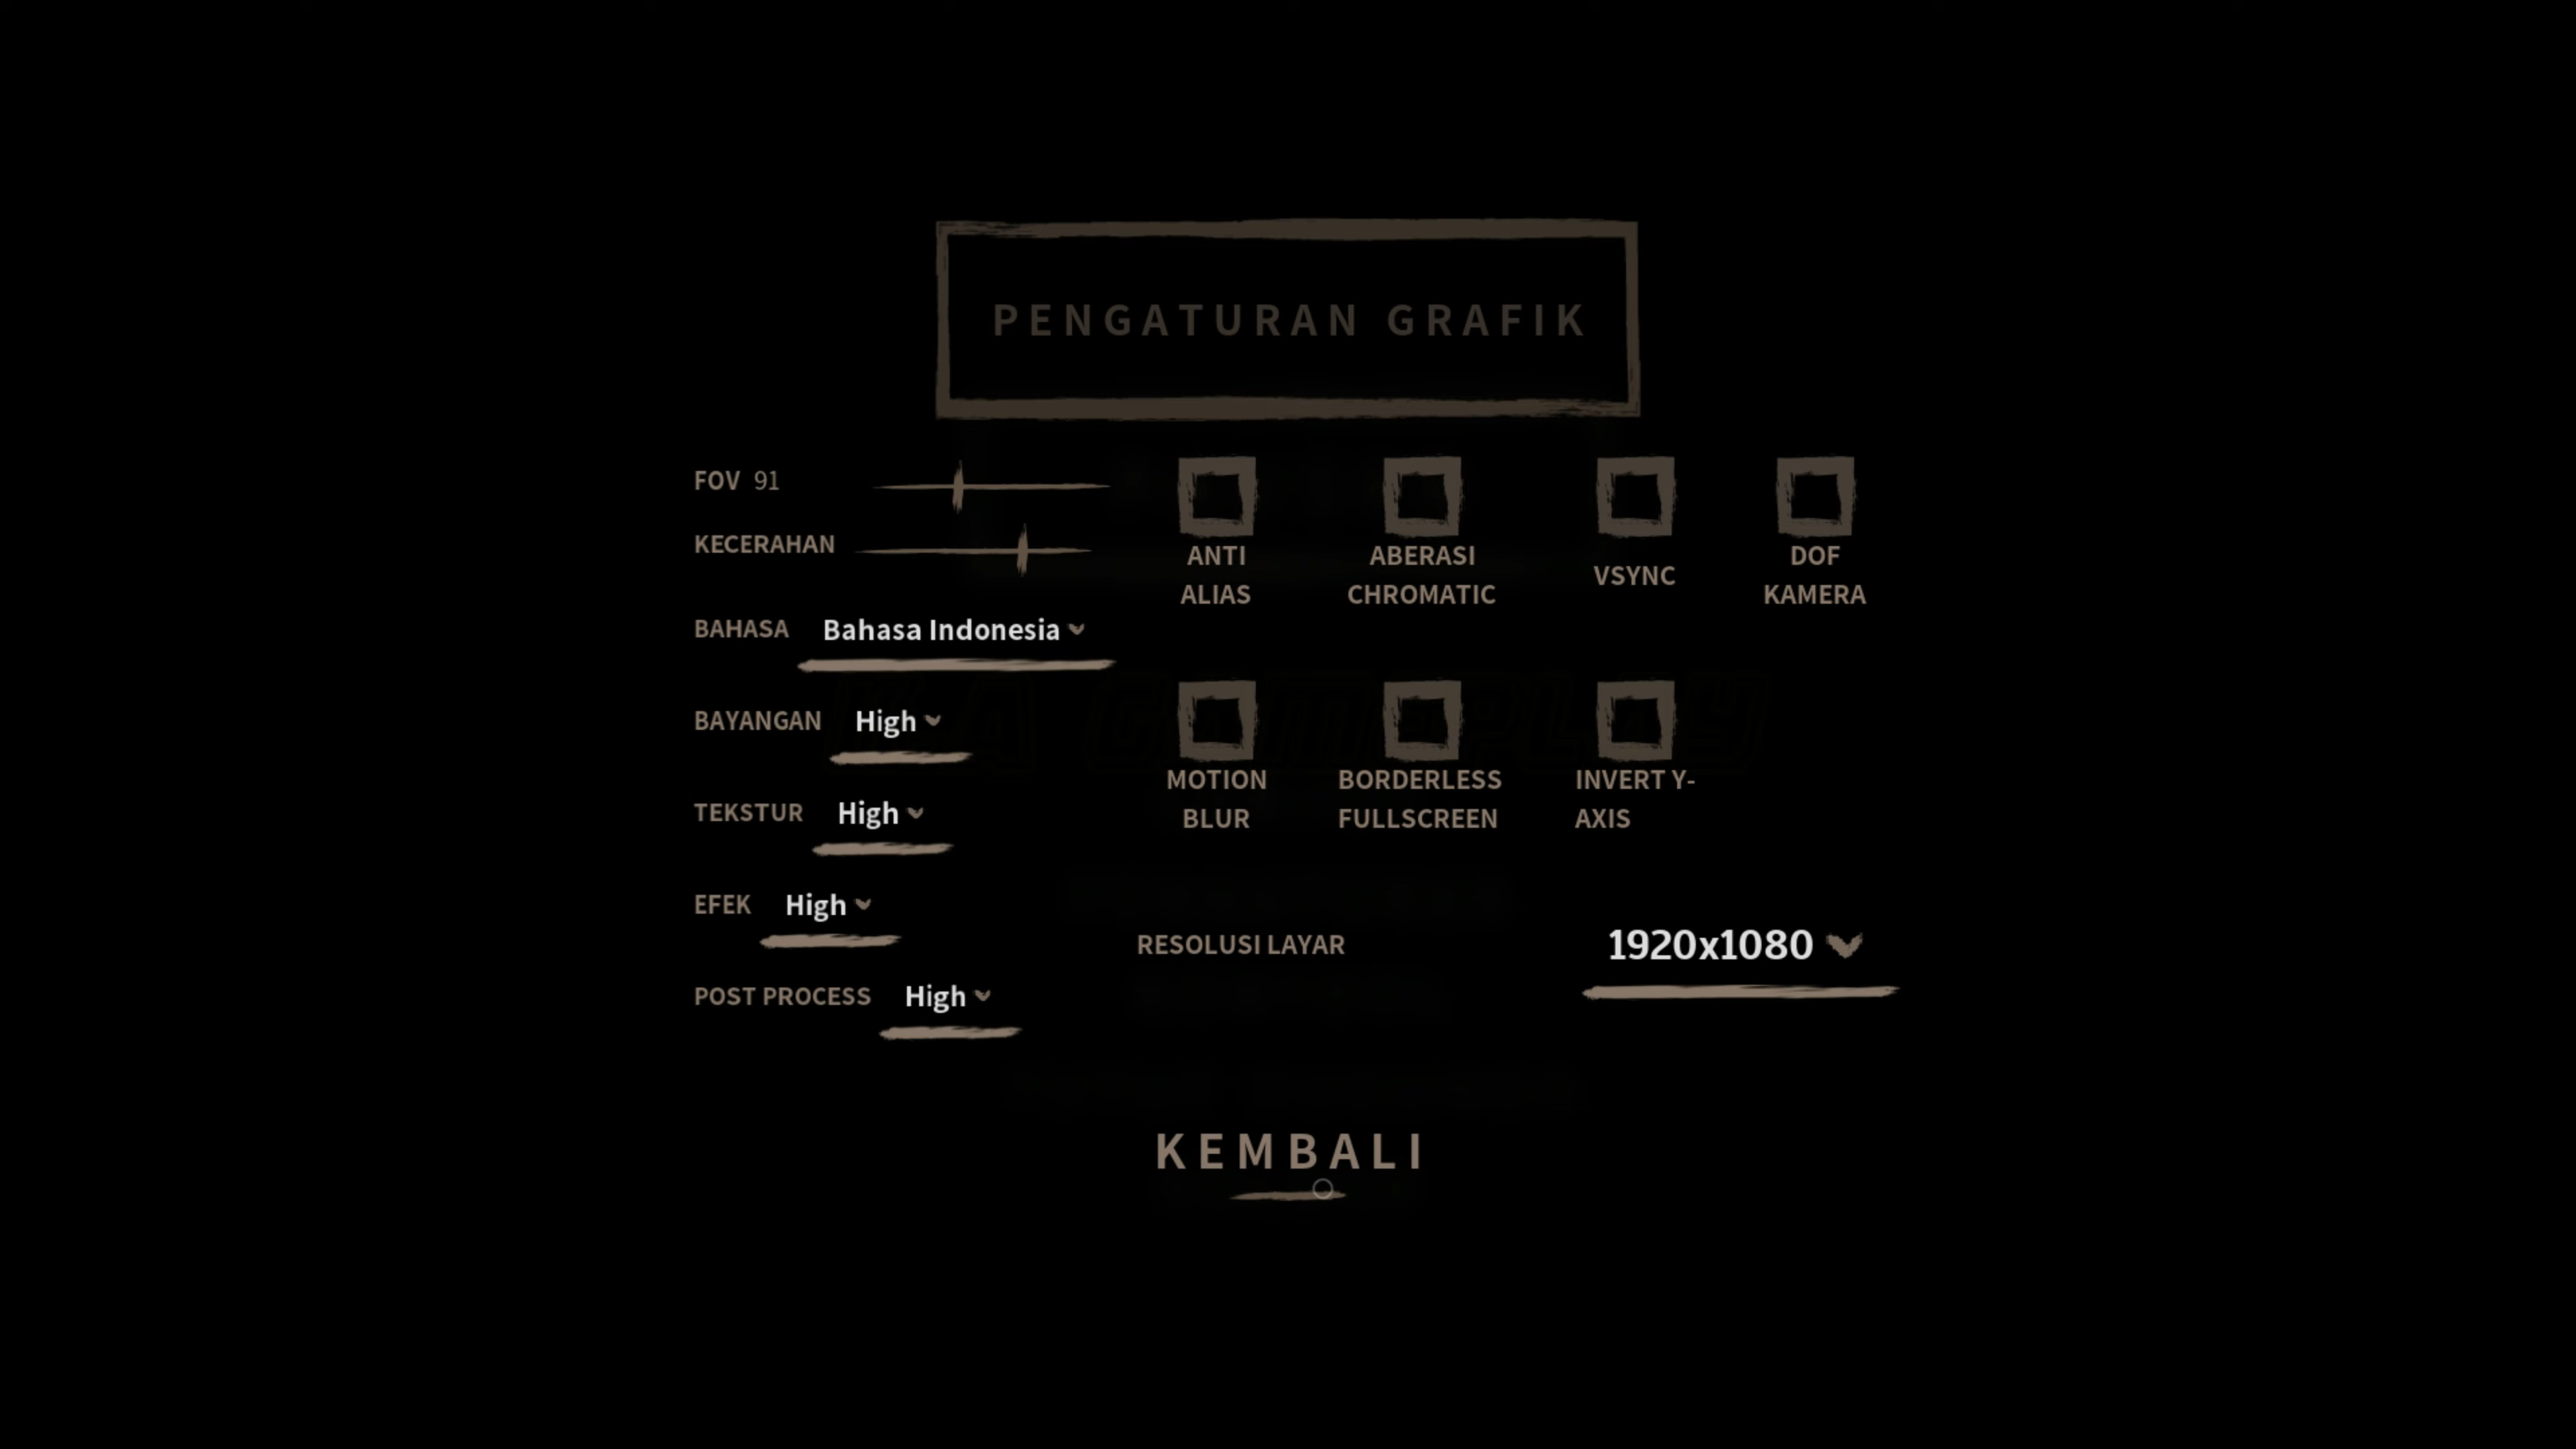 PENGATURAN GRAFIK
FOV 91
KECERAHAN
BAHASA Bahasa Indonesia
BAYANGAN High
TEKSTUR High
EFEK High
POST PROCESS High
ANTI
ALIAS
ABERASI
CHROMATIC
VSYNC
DOF
KAMERA
MOTION
BLUR
BORDERLESS
FULLSCREEN
INVERT Y-
AXIS
RESOLUSI LAYAR 1920x1080
KEMBALI